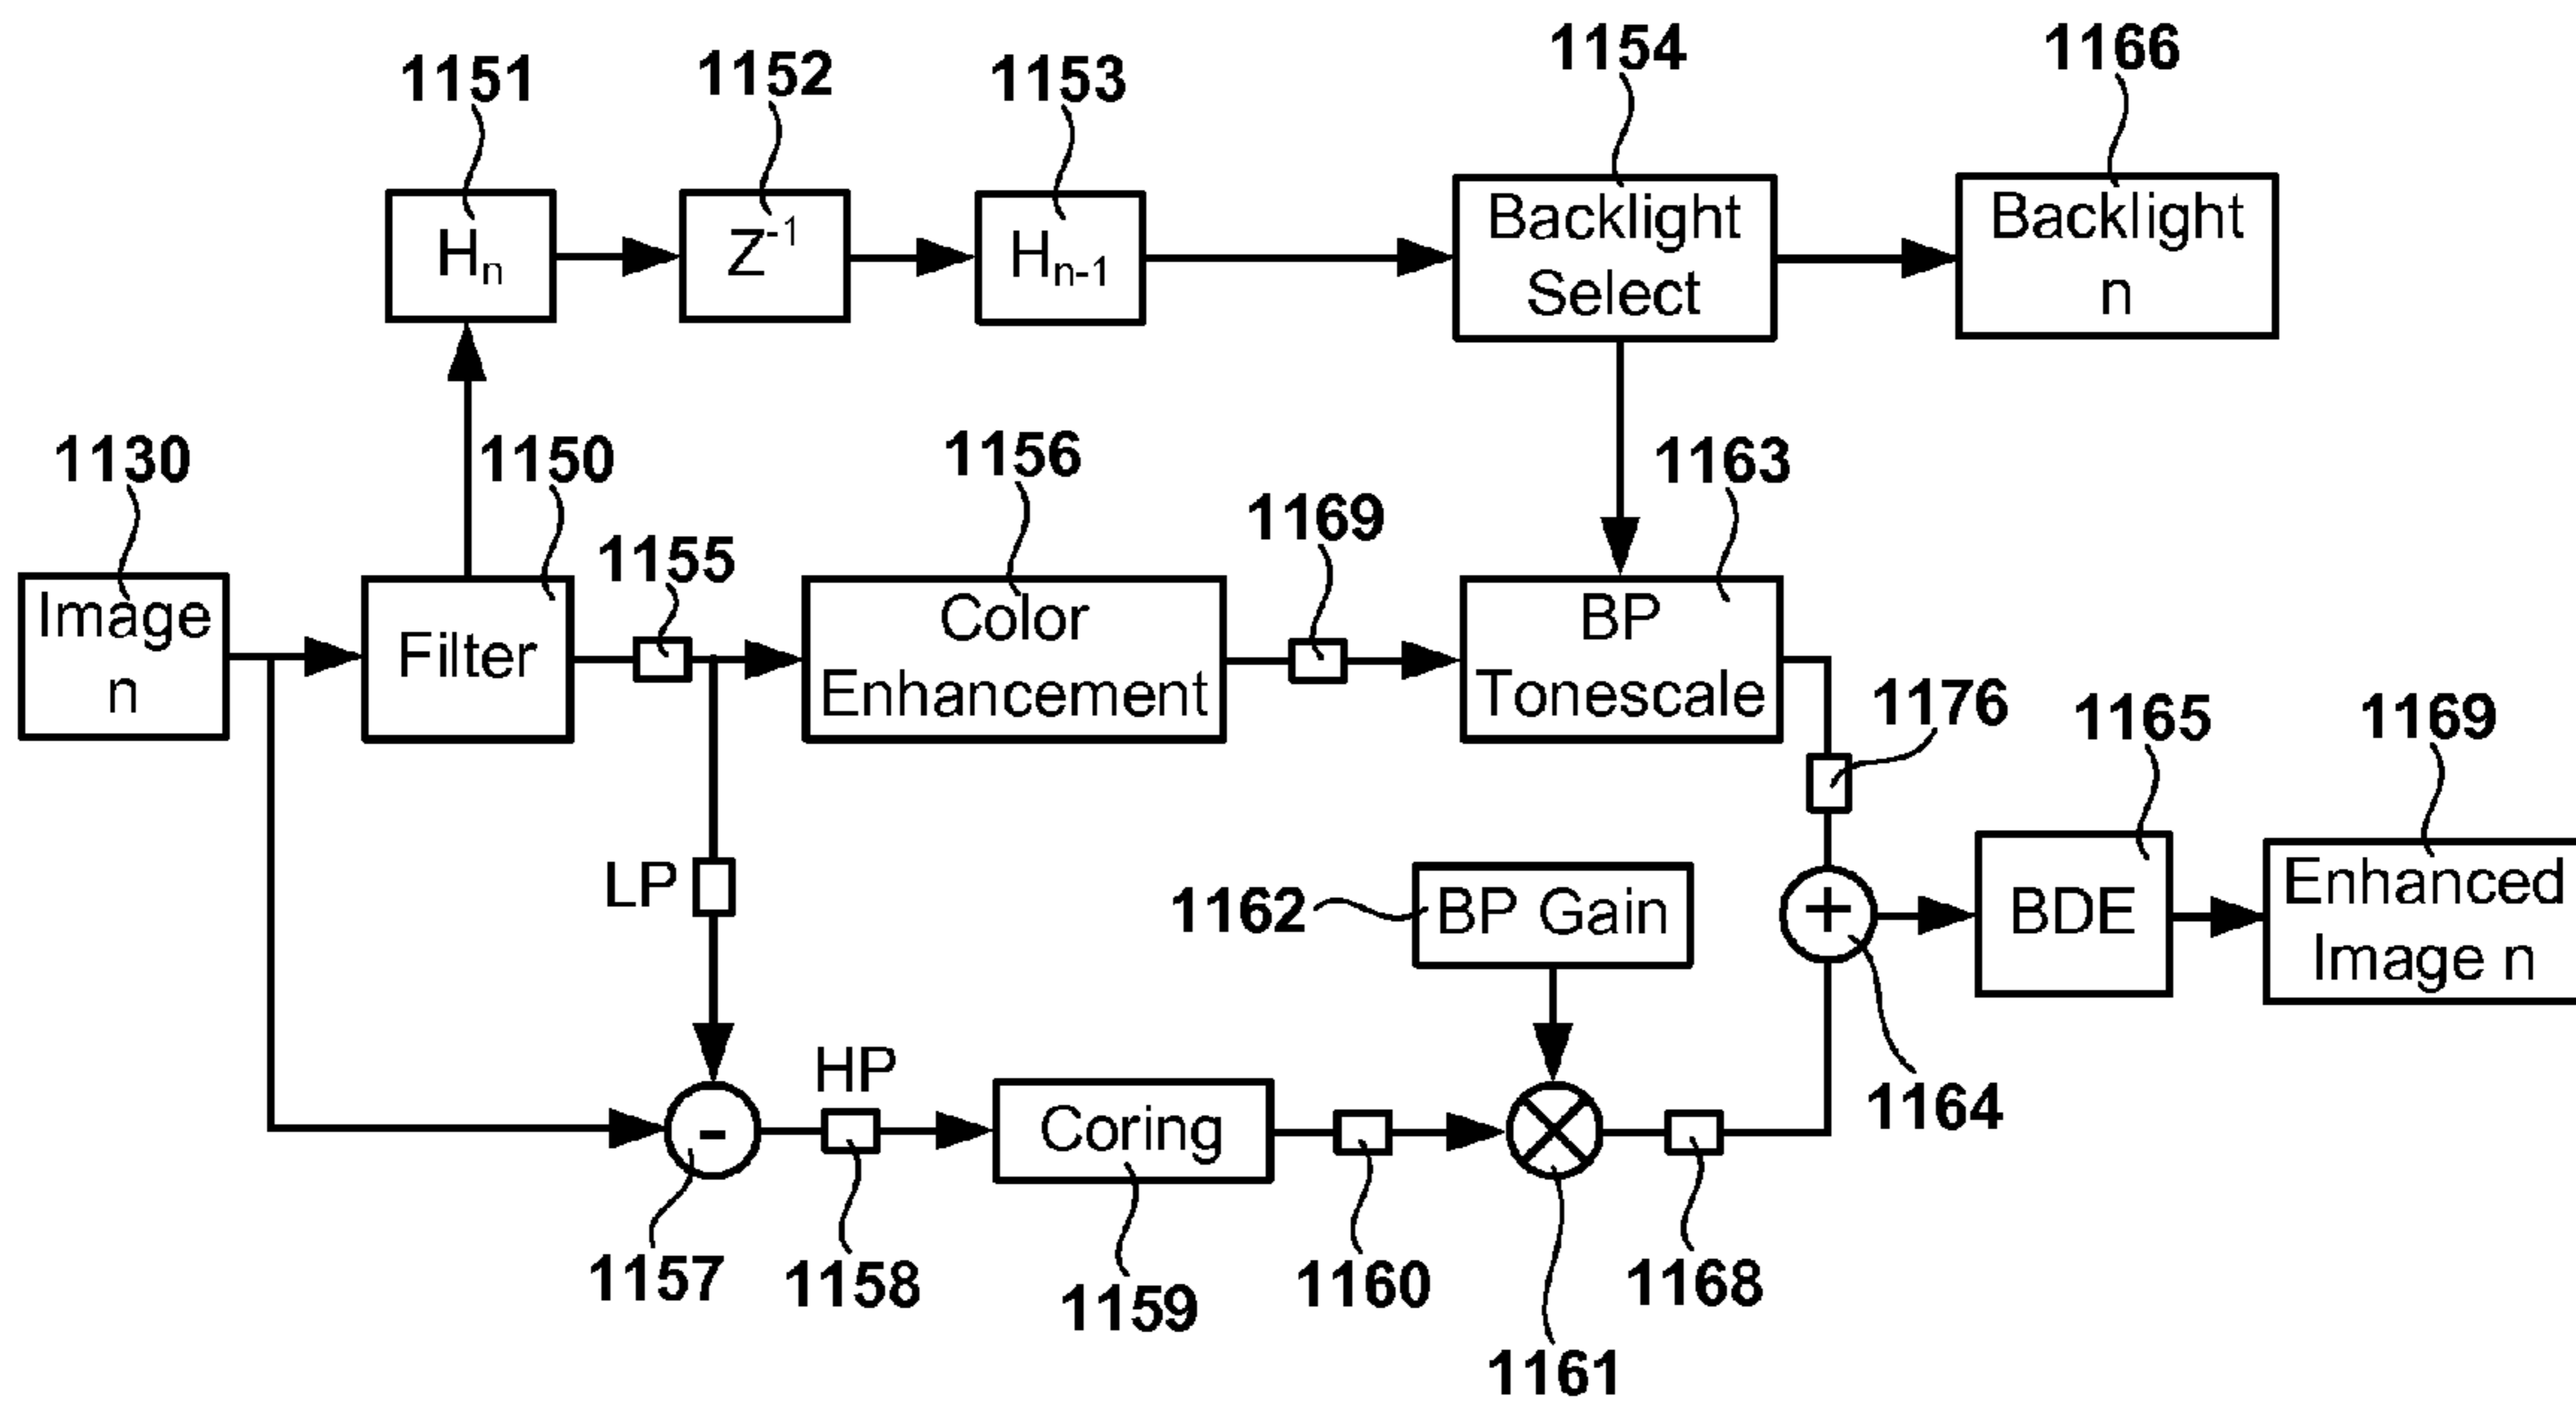 1151
1152
1153
1154
1166
Hn
Z-1
Hn-1
Backlight
Select
Backlight
n
1130
1150
1155
1156
1169
1163
Image
n
Filter
Color
Enhancement
BP
Tonescale
1176
1165
1169
LP
1162
BP Gain
+
BDE
Enhanced
Image n
1164
-
HP
Coring
1157
1158
1159
1160
1161
1168